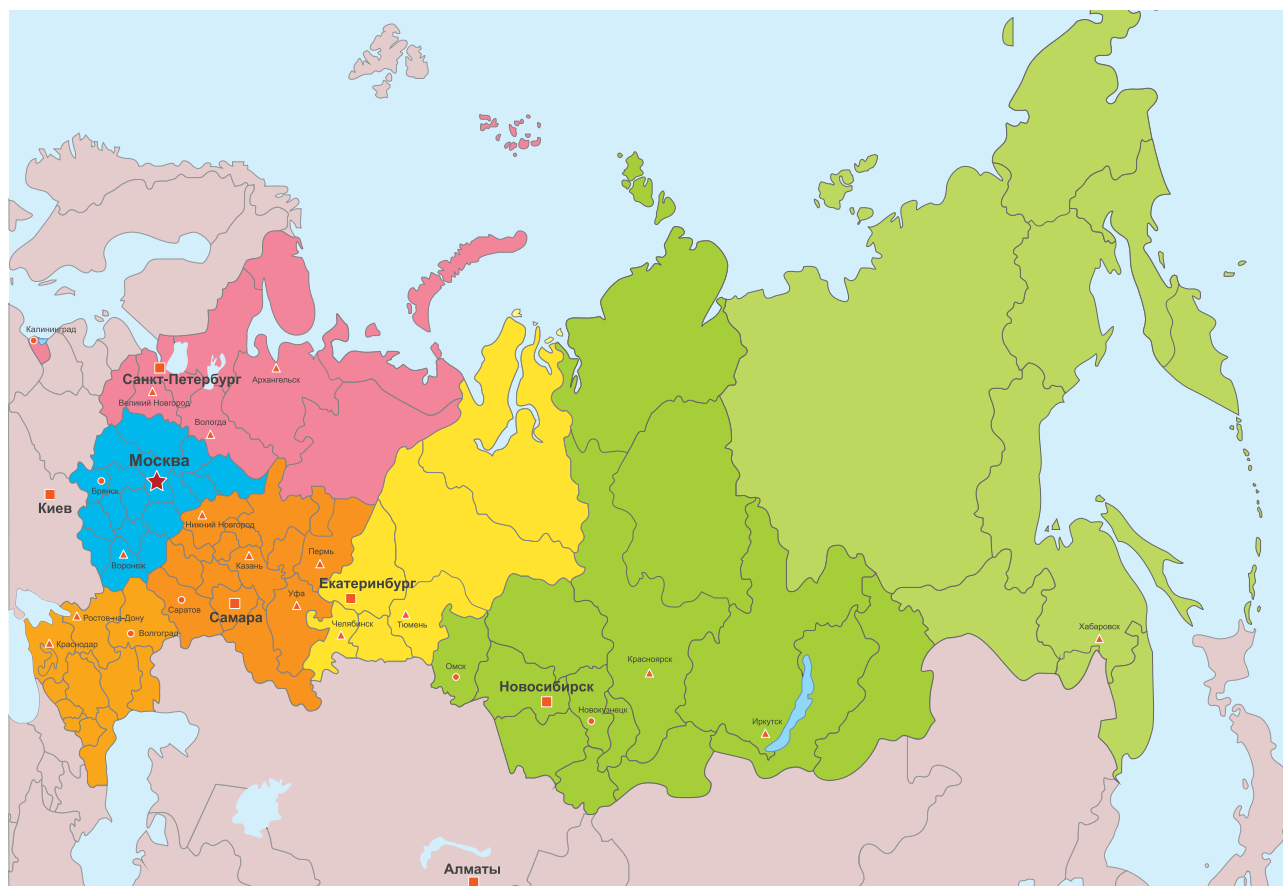 Калининград
Санкт-Петербург
Архангельск
Великий Новгород
Вологда
Москва
Брянск
Киев
Нижний Новгород
Пермь
Воронеж
Казань
Екатеринбург
Уфа
Саратов
Самара
Ростов-на-Дону
Челябинск
Тюмень
Волгоград
Краснодар
Хабаровск
Омск
Красноярск
Новосибирск
Новокузнецк
Иркутск
Алматы